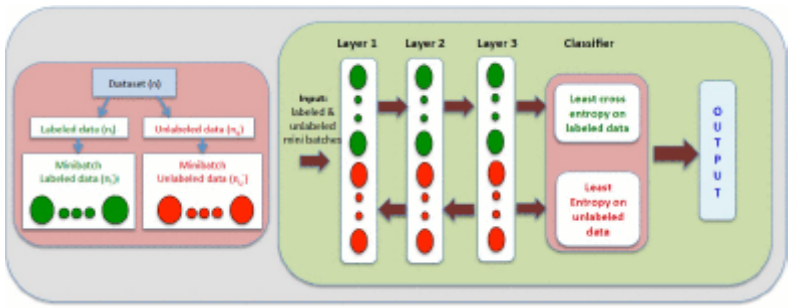 Dataset (n)
Labeled data (nₗ)
Unlabeled data (nᵤ)
Minibatch
Labeled data (nₗ')
Minibatch
Unlabeled data (nᵤ')
Input:
labeled &
unlabeled
mini batches
Layer 1
Layer 2
Layer 3
Classifier
Least cross
entropy on
labeled data
Least
Entropy on
unlabeled
data
OUTPUT